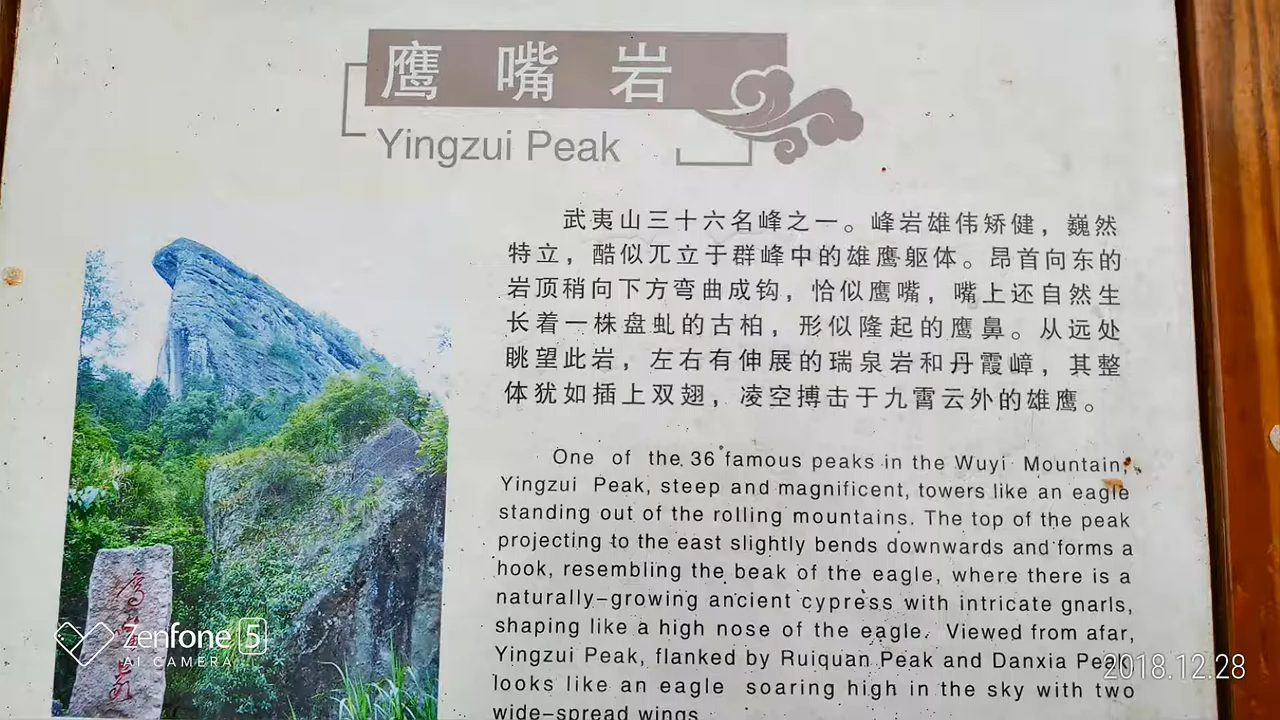 鹰嘴岩
Yingzui Peak
武夷山三十六名峰之一。峰岩雄伟矫健，巍然
特立，酷似兀立于群峰中的雄鹰躯体。昂首向东的
岩顶稍向下方弯曲成钩，恰似鹰嘴，嘴上还自然生
长着一株盘虬的古柏，形似隆起的鹰鼻。从远处
眺望此岩，左右有伸展的瑞泉岩和丹霞嶂，其整
体犹如插上双翅，凌空搏击于九霄云外的雄鹰。
One of the 36 famous peaks in the Wuyi Mountain,
Yingzui Peak, steep and magnificent, towers like an eagle
standing out of the rolling mountains. The top of the peak
projecting to the east slightly bends downwards and forms a
hook, resembling the beak of the eagle, where there is a
naturally-growing ancient cypress with intricate gnarls,
shaping like a high nose of the eagle. Viewed from afar,
Yingzui Peak, flanked by Ruiquan Peak and Danxia Peak
looks like an eagle soaring high in the sky with two
wide-spread wings.
鹰嘴岩
Zenfone 5
AI CAMERA
2018.12.28